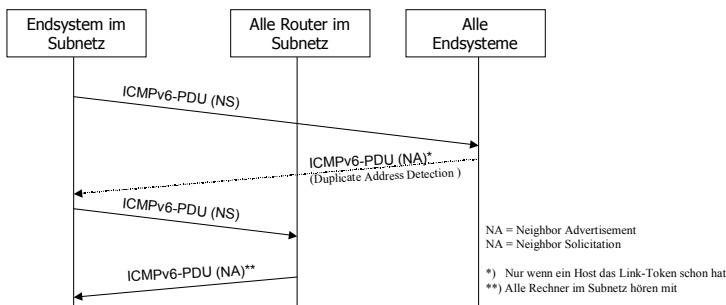 Endsystem im
Subnetz
Alle Router im
Subnetz
Alle
Endsysteme
ICMPv6-PDU (NS)
ICMPv6-PDU (NA)*
(Duplicate Address Detection )
ICMPv6-PDU (NS)
ICMPv6-PDU (NA)**
NA = Neighbor Advertisement
NA = Neighbor Solicitation
*) Nur wenn ein Host das Link-Token schon hat
**) Alle Rechner im Subnetz hören mit